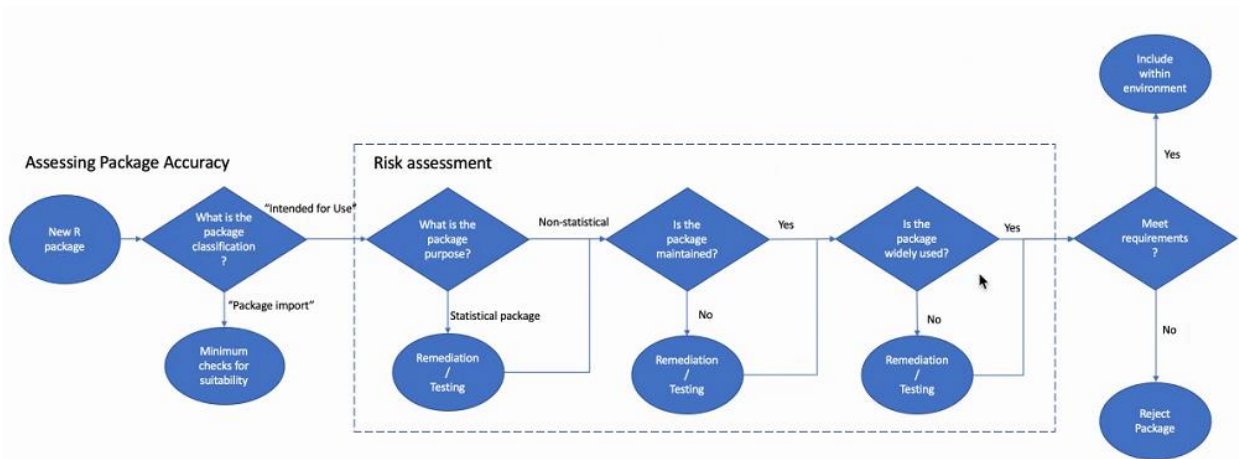 Assessing Package Accuracy
New R
package
What is the
package
classification
?
"Intended for Use"
"Package import"
Minimum
checks for
suitability
Risk assessment
What is the
package
purpose?
Non-statistical
Statistical package
Remediation
/
Testing
Is the
package
maintained?
Yes
No
Remediation
/
Testing
Is the
package
widely used?
Yes
No
Remediation
/
Testing
Meet
requirements
?
Yes
Include
within
environment
No
Reject
Package